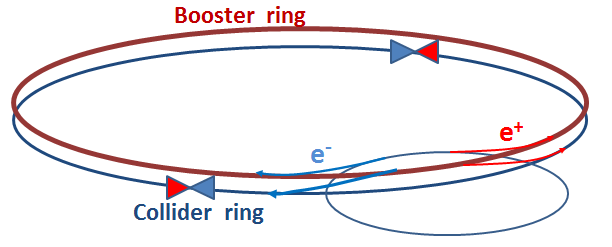 Booster ring
e+
e-
Collider ring